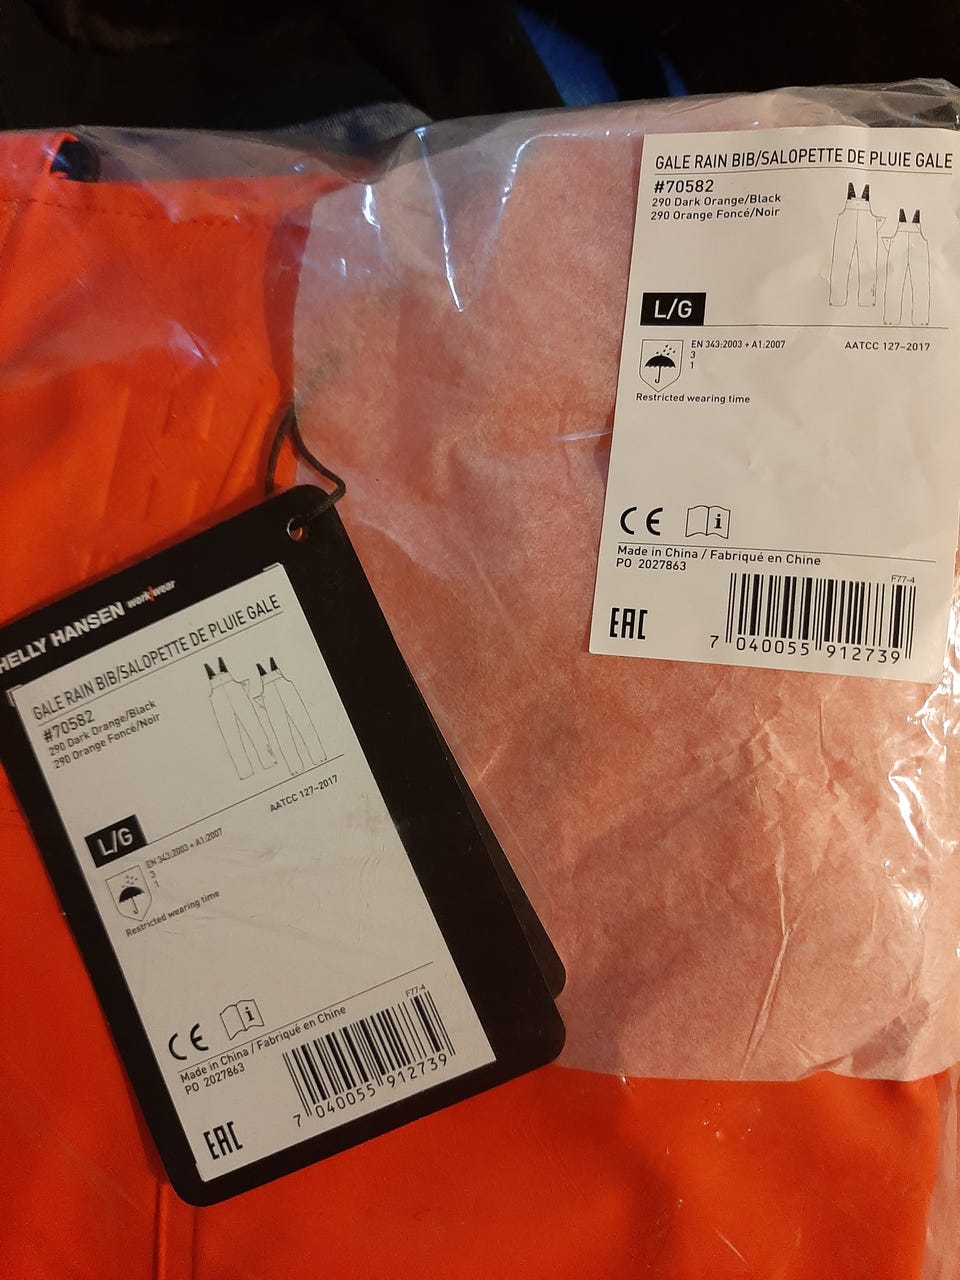 GALE RAIN BIB/SALOPETTE DE PLUIE GALE
#70582
290 Dark Orange/Black
290 Orange Foncé/Noir
L/G
EN 343:2003 + A1:2007
3
1
AATCC 127-2017
Restricted wearing time
CE
i
Made in China / Fabriqué en Chine
PO 2027863
F77-4
EAC
7 040055 912739
HELLY HANSEN workwear
GALE RAIN BIB/SALOPETTE DE PLUIE GALE
#70582
290 Dark Orange/Black
290 Orange Foncé/Noir
AATCC 127-2017
L/G
EN 343:2003 + A1:2007
3
1
Restricted wearing time
CE
i
Made in China / Fabriqué en Chine
PO 2027863
F77-4
EAC
7 040055 912739
HH